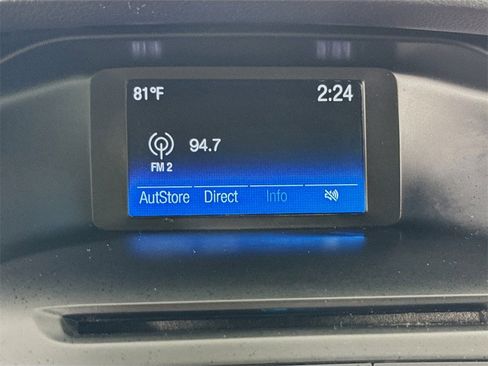 81°F 2:24
94.7
FM 2
AutStore Direct Info